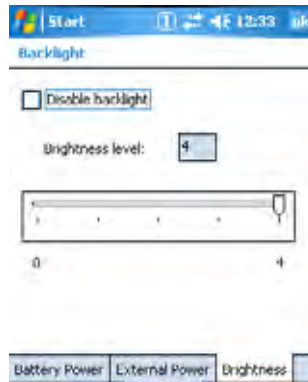 Start 12:33 ok
Backlight
Disable backlight
Brightness level: 4
0 4
Battery Power External Power Brightness